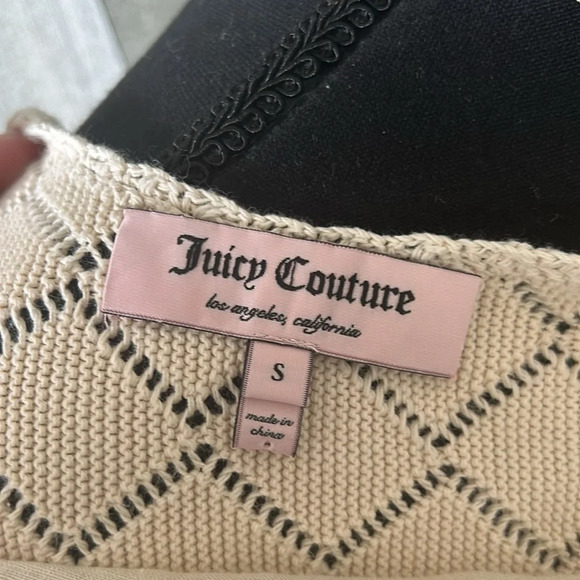 Juicy Couture
los angeles, california
S
made in
china